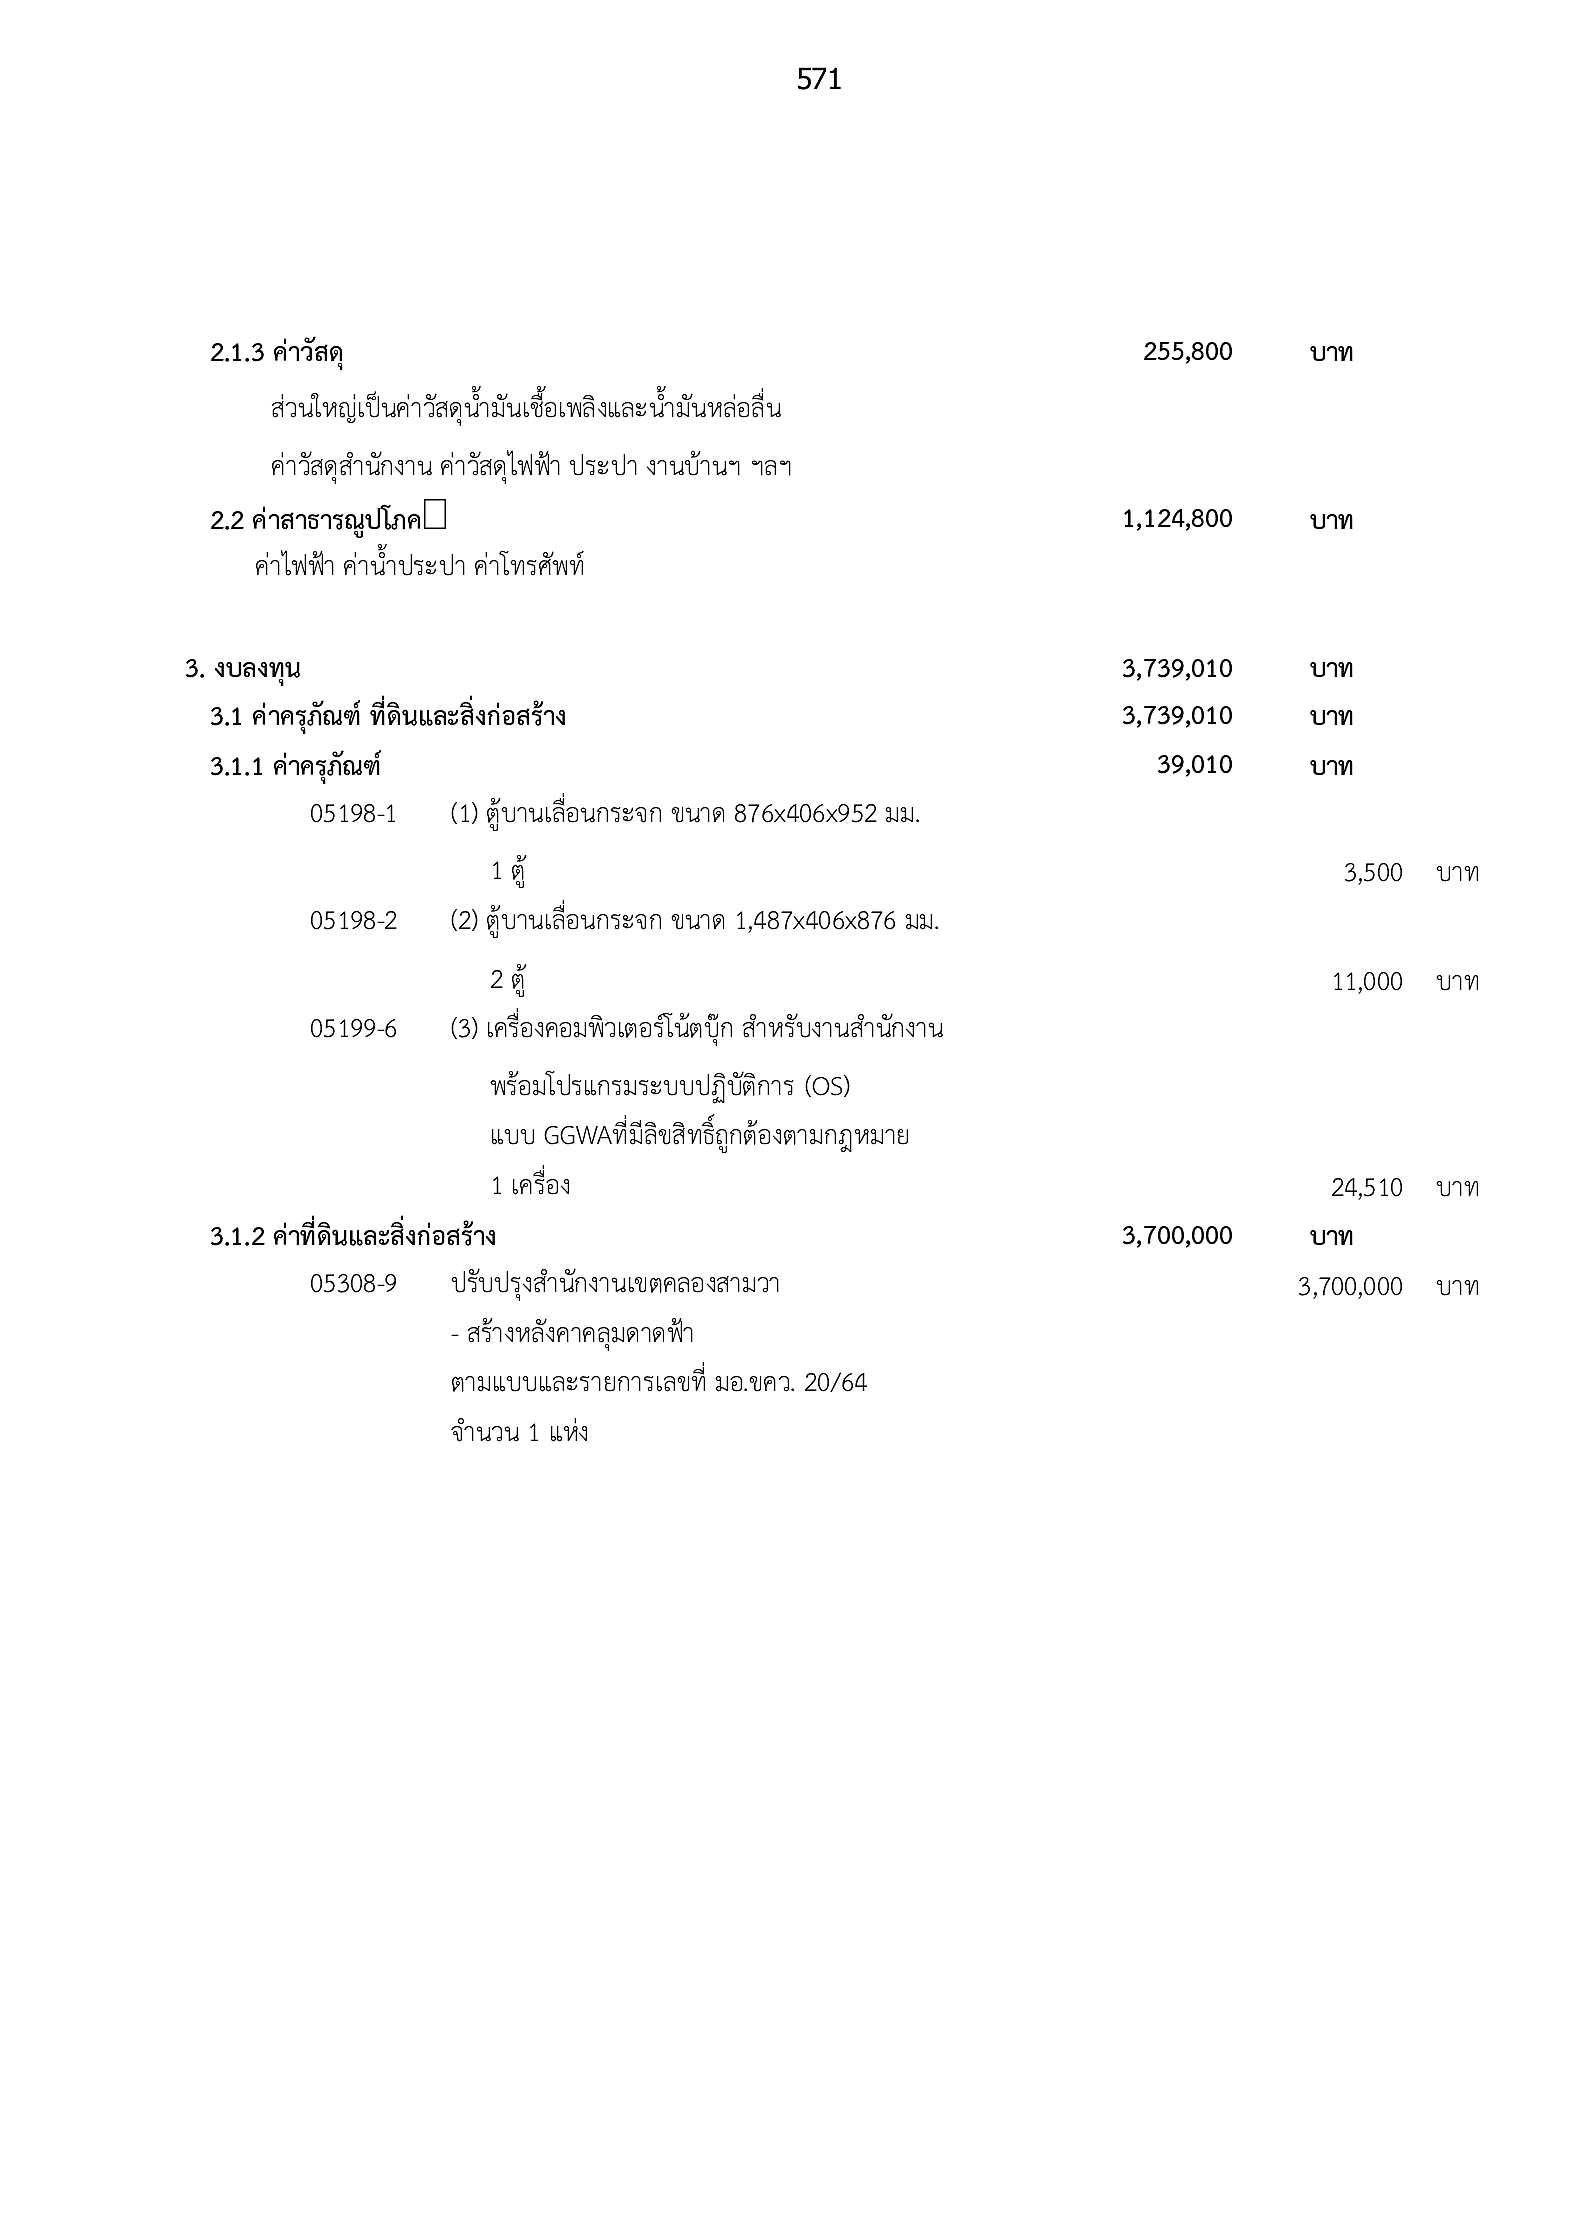 571
2.1.3 ค่าวัสดุ 255,800 บาท
ส่วนใหญ่เป็นค่าวัสดุน้ำมันเชื้อเพลิงและน้ำมันหล่อลื่น
ค่าวัสดุสำนักงาน ค่าวัสดุไฟฟ้า ประปา งานบ้านฯ ฯลฯ
2.2 ค่าสาธารณูปโภค 1,124,800 บาท
ค่าไฟฟ้า ค่าน้ำประปา ค่าโทรศัพท์
3. งบลงทุน 3,739,010 บาท
3.1 ค่าครุภัณฑ์ ที่ดินและสิ่งก่อสร้าง 3,739,010 บาท
3.1.1 ค่าครุภัณฑ์ 39,010 บาท
05198-1 (1) ตู้บานเลื่อนกระจก ขนาด 876x406x952 มม.
1 ตู้ 3,500 บาท
05198-2 (2) ตู้บานเลื่อนกระจก ขนาด 1,487x406x876 มม.
2 ตู้ 11,000 บาท
05199-6 (3) เครื่องคอมพิวเตอร์โน้ตบุ๊ก สำหรับงานสำนักงาน
พร้อมโปรแกรมระบบปฏิบัติการ (OS)
แบบ GGWAที่มีลิขสิทธิ์ถูกต้องตามกฎหมาย
1 เครื่อง 24,510 บาท
3.1.2 ค่าที่ดินและสิ่งก่อสร้าง 3,700,000 บาท
05308-9 ปรับปรุงสำนักงานเขตคลองสามวา 3,700,000 บาท
- สร้างหลังคาคลุมดาดฟ้า
ตามแบบและรายการเลขที่ มอ.ขคว. 20/64
จำนวน 1 แห่ง